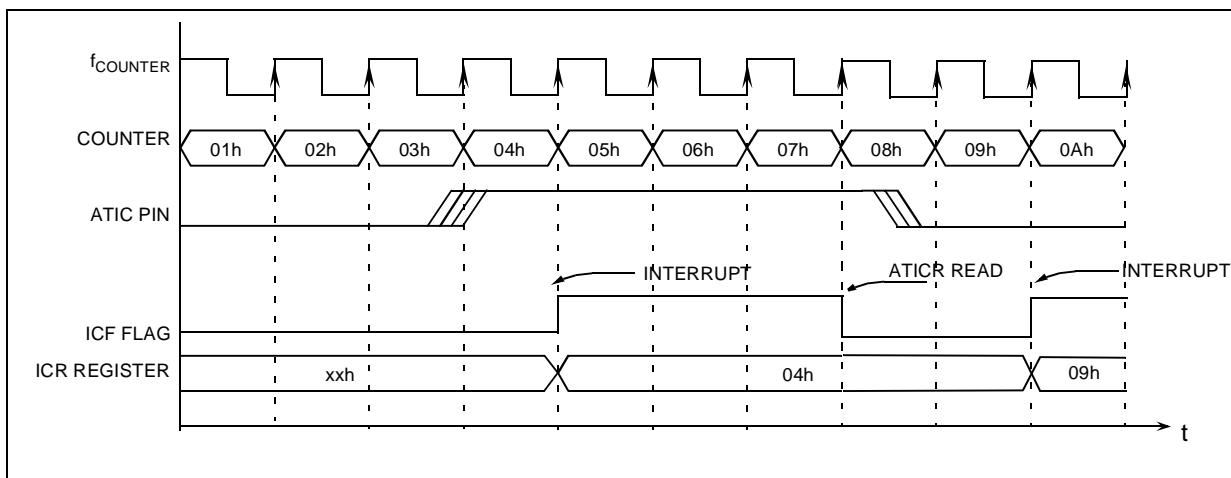 fCOUNTER
COUNTER 01h 02h 03h 04h 05h 06h 07h 08h 09h 0Ah
ATIC PIN
INTERRUPT ATICR READ INTERRUPT
ICF FLAG
ICR REGISTER xxh 04h 09h
t